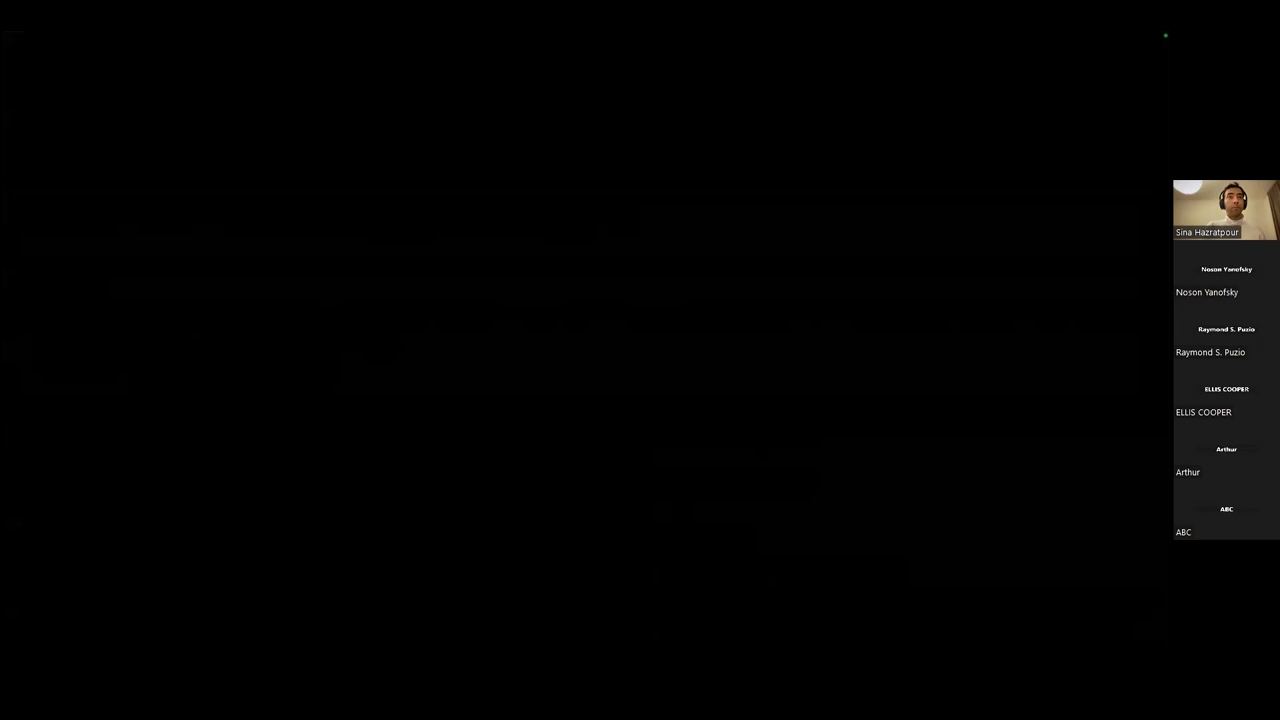 Sina Hazratpour
Noson Yanofsky
Noson Yanofsky
Raymond S. Puzio
Raymond S. Puzio
ELLIS COOPER
ELLIS COOPER
Arthur
Arthur
ABC
ABC